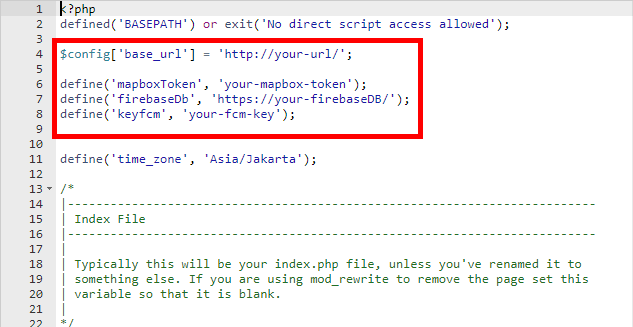 1 <?php
2 defined('BASEPATH') or exit('No direct script access allowed');
3
4 $config['base_url'] = 'http://your-url/';
5
6 define('mapboxToken', 'your-mapbox-token');
7 define('firebaseDb', 'https://your-firebaseDB/');
8 define('keyfcm', 'your-fcm-key');
9
10
11 define('time_zone', 'Asia/Jakarta');
12
13 /*
14 |--------------------------------------------------------------------------
15 | Index File
16 |--------------------------------------------------------------------------
17 |
18 | Typically this will be your index.php file, unless you've renamed it to
19 | something else. If you are using mod_rewrite to remove the page set this
20 | variable so that it is blank.
21 |
22 */